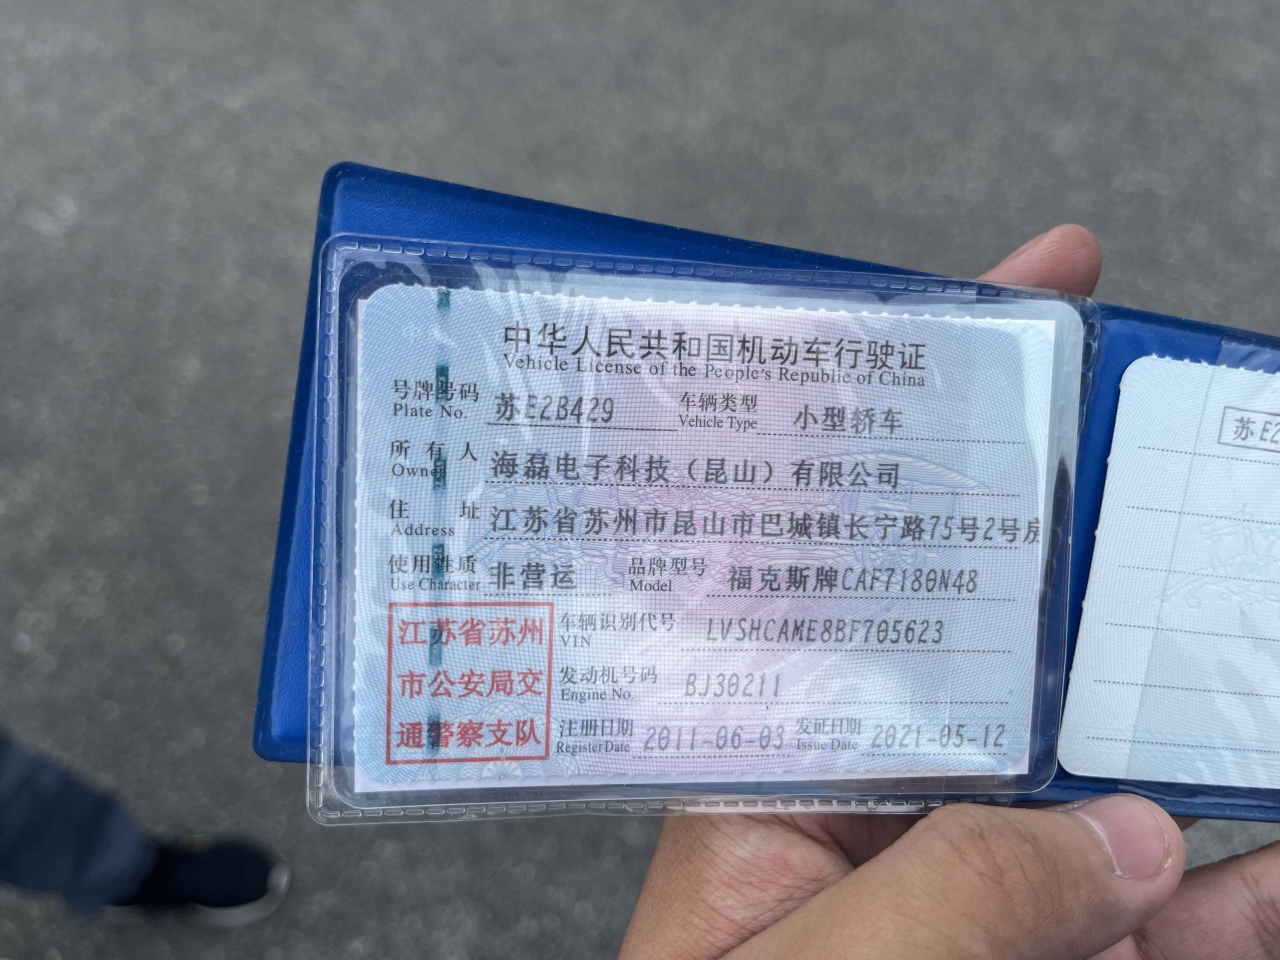 中华人民共和国机动车行驶证
Vehicle License of the People's Republic of China
号牌号码 苏E2B429 车辆类型 小型轿车
Plate No. Vehicle Type
所有人 海磊电子科技（昆山）有限公司
Owner
住址 江苏省苏州市昆山市巴城镇长宁路75号2号房
Address
使用性质 非营运 品牌型号 福克斯牌CAF7180N48
Use Character Model
江苏省苏州
市公安局交
通警察支队
车辆识别代号 LVSHCAME8BF705623
VIN
发动机号码 BJ30211
Engine No.
注册日期 2011-06-03 发证日期 2021-05-12
Register Date Issue Date
苏E2